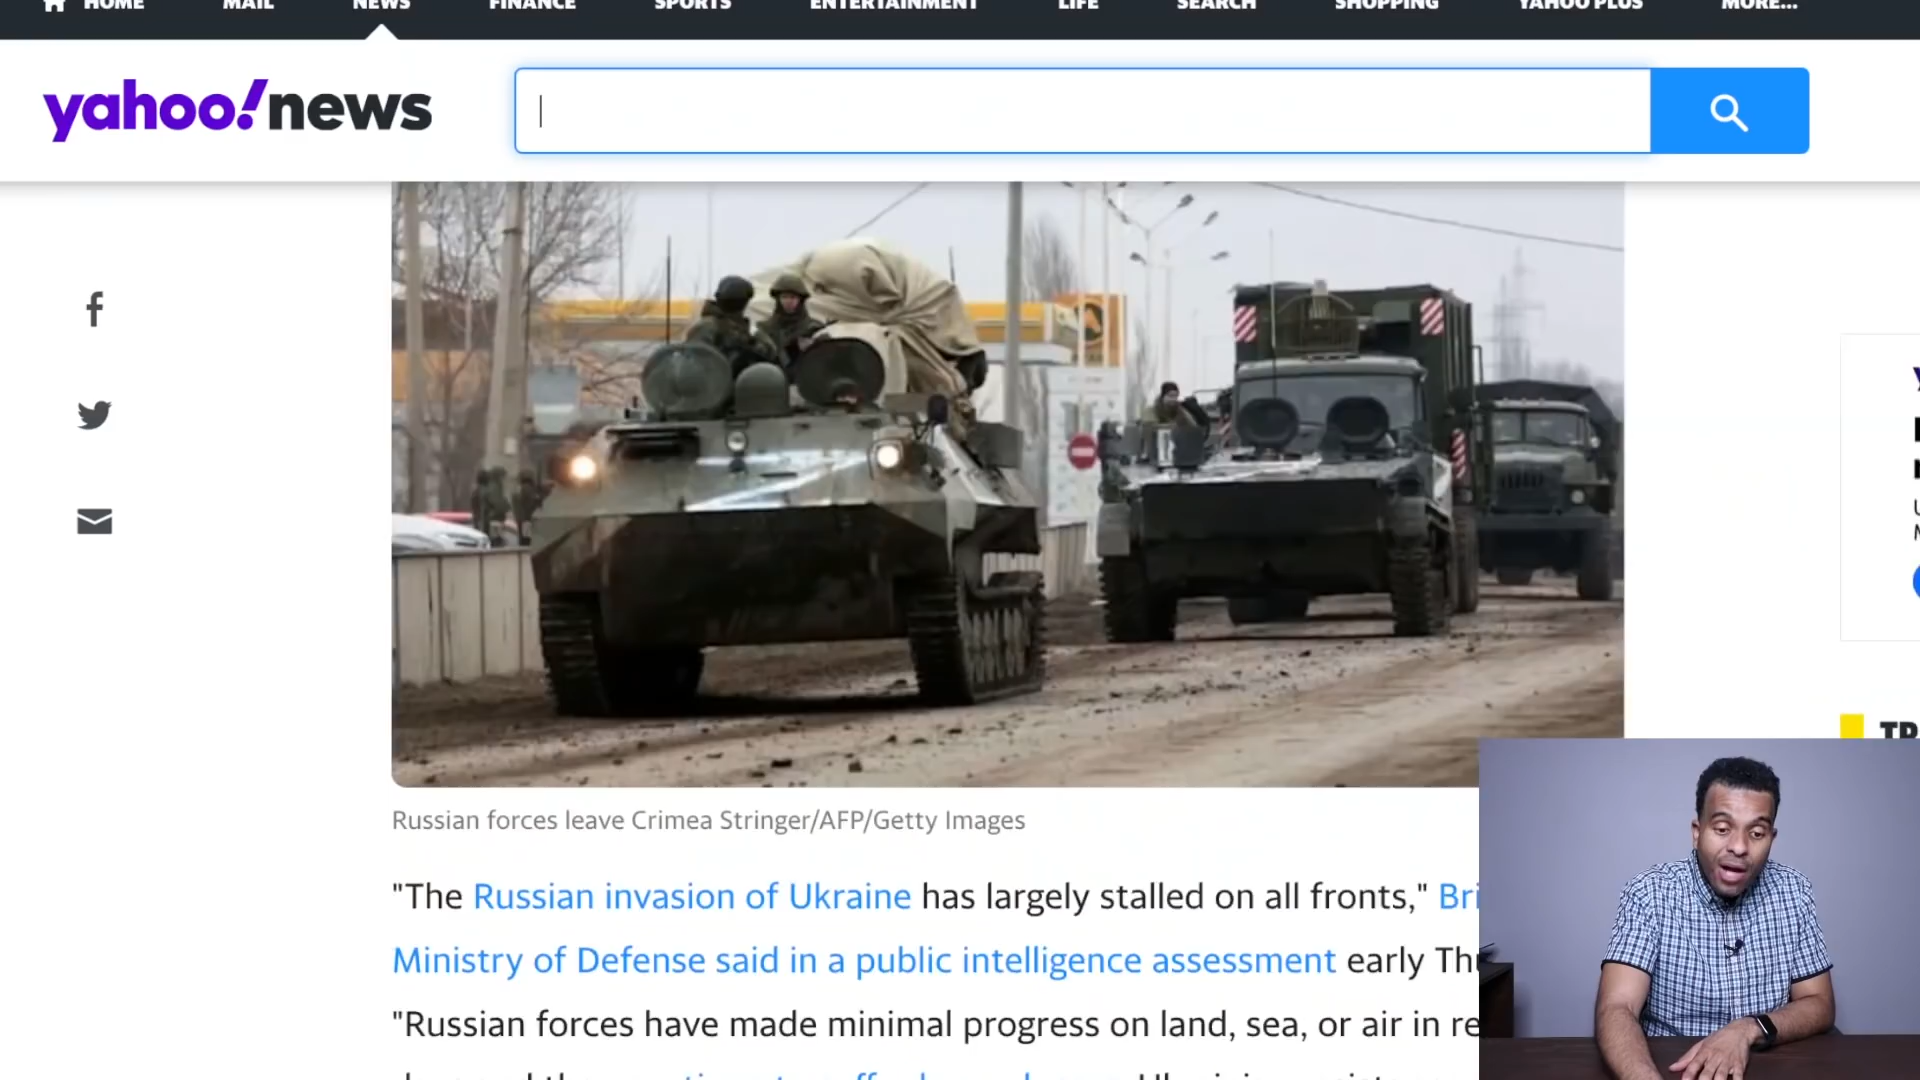 HOME MAIL NEWS FINANCE SPORTS ENTERTAINMENT LIFE SEARCH SHOPPING YAHOO PLUS MORE...
yahoo!news
Russian forces leave Crimea Stringer/AFP/Getty Images
"The Russian invasion of Ukraine has largely stalled on all fronts," Bri
Ministry of Defense said in a public intelligence assessment early Thu
"Russian forces have made minimal progress on land, sea, or air in re